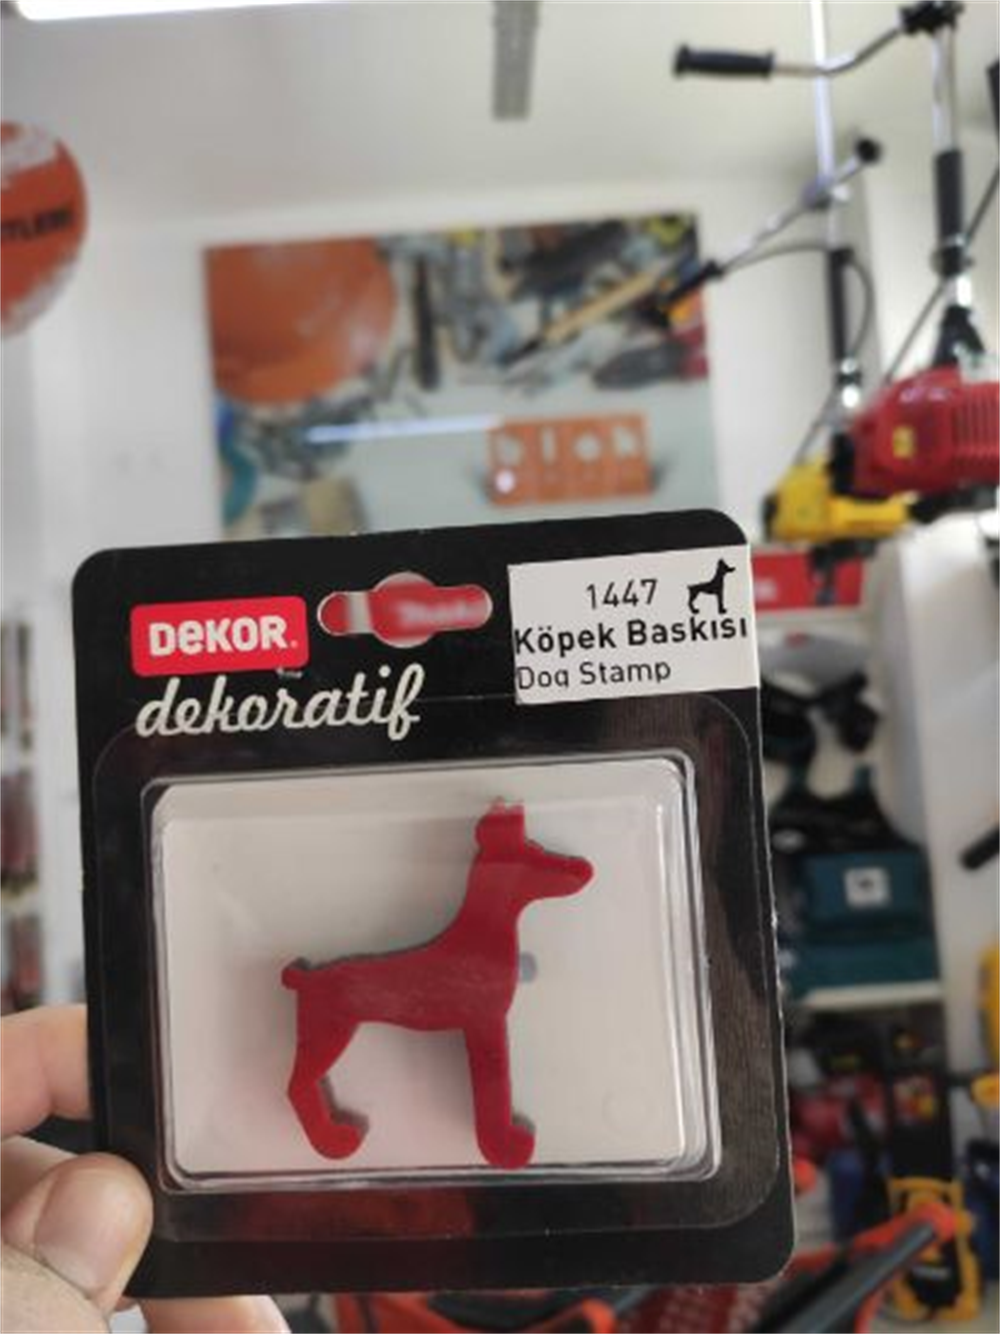 DEKOR.
dekoratif
1447
Köpek Baskısı
Dog Stamp